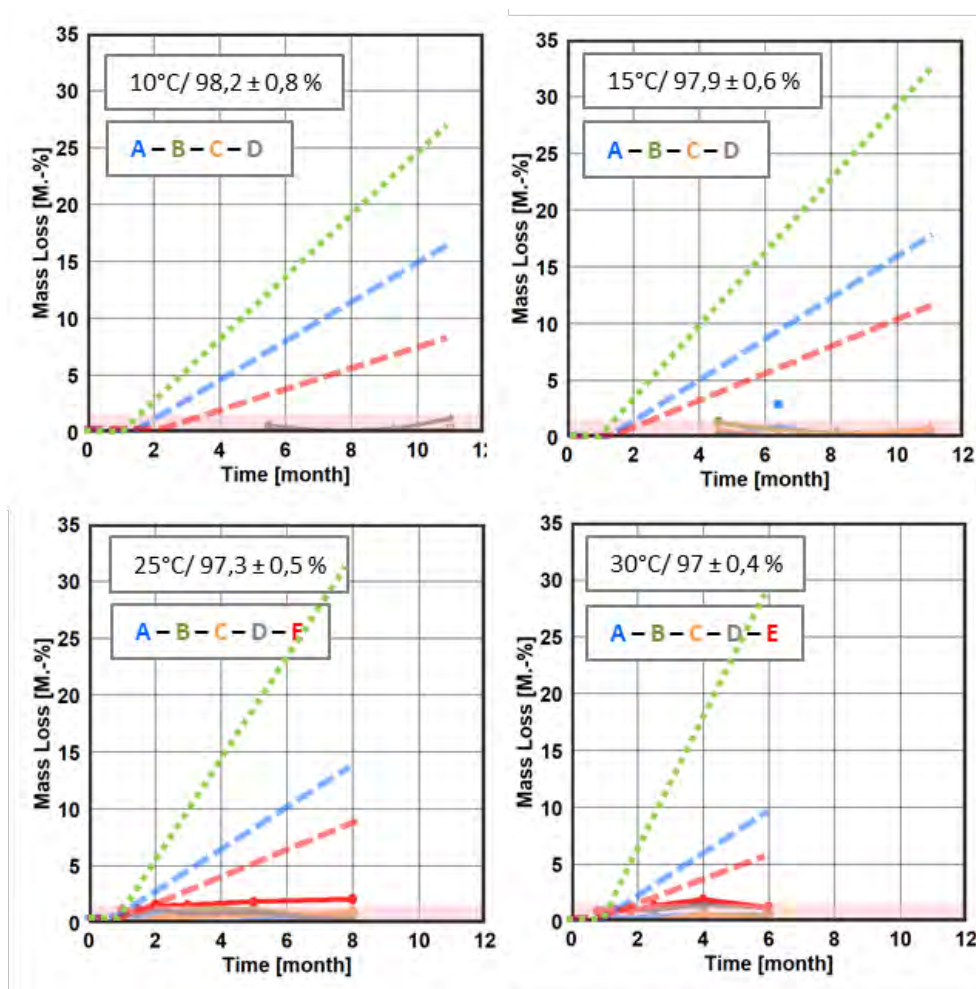 35
30
25
20
15
10
5
0
Mass Loss [M.-%]
10°C/ 98,2 ± 0,8 %
A – B – C – D
0 2 4 6 8 10 1
Time [month]
35
30
25
20
15
10
5
0
Mass Loss [M.-%]
15°C/ 97,9 ± 0,6 %
A – B – C – D
0 2 4 6 8 10 12
Time [month]
35
30
25
20
15
10
5
0
Mass Loss [M.-%]
25°C/ 97,3 ± 0,5 %
A – B – C – D – E
0 2 4 6 8 10 12
Time [month]
35
30
25
20
15
10
5
0
Mass Loss [M.-%]
30°C/ 97 ± 0,4 %
A – B – C – D – E
0 2 4 6 8 10 12
Time [month]